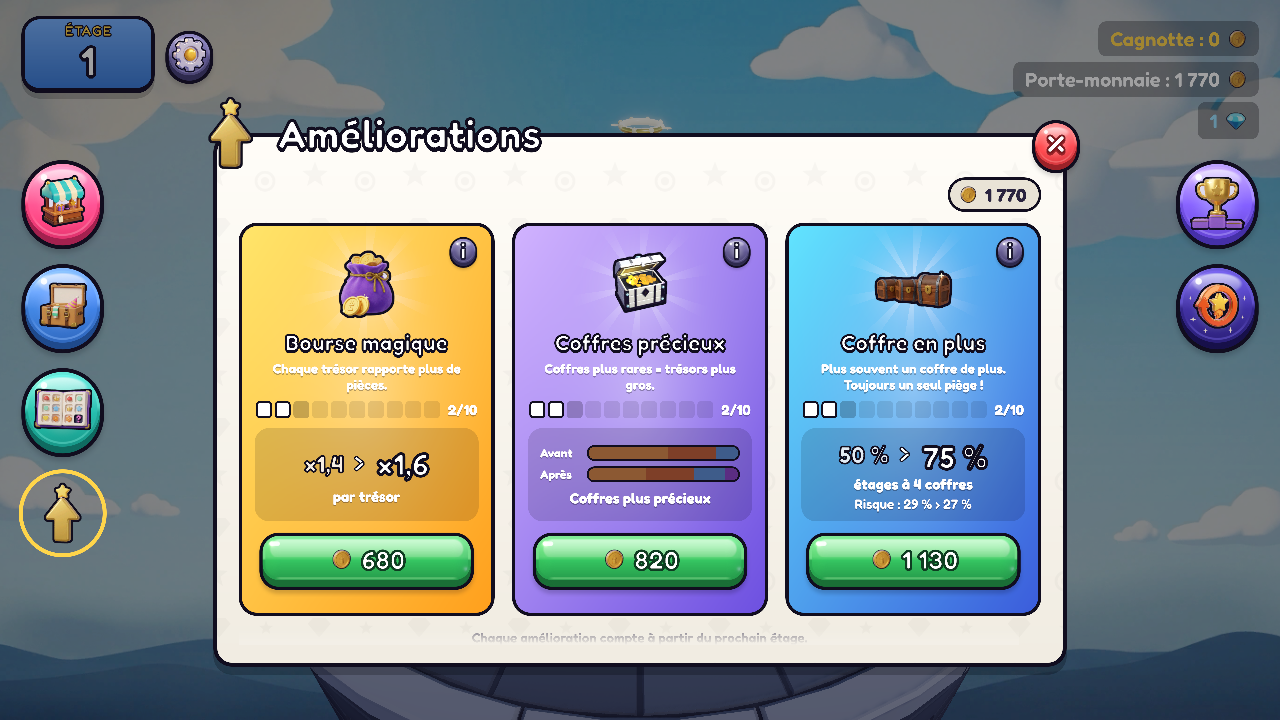 ÉTAGE
1
Cagnotte : 0
Porte-monnaie : 1 770
1
Améliorations
1 770
Bourse magique
Chaque trésor rapporte plus de
pièces.
2/10
×1,4 > ×1,6
par trésor
680
Coffres précieux
Coffres plus rares = trésors plus
gros.
2/10
Avant
Après
Coffres plus précieux
820
Coffre en plus
Plus souvent un coffre de plus.
Toujours un seul piège !
2/10
50 % > 75 %
étages à 4 coffres
Risque : 29 % › 27 %
1 130
Chaque amélioration compte à partir du prochain étage.